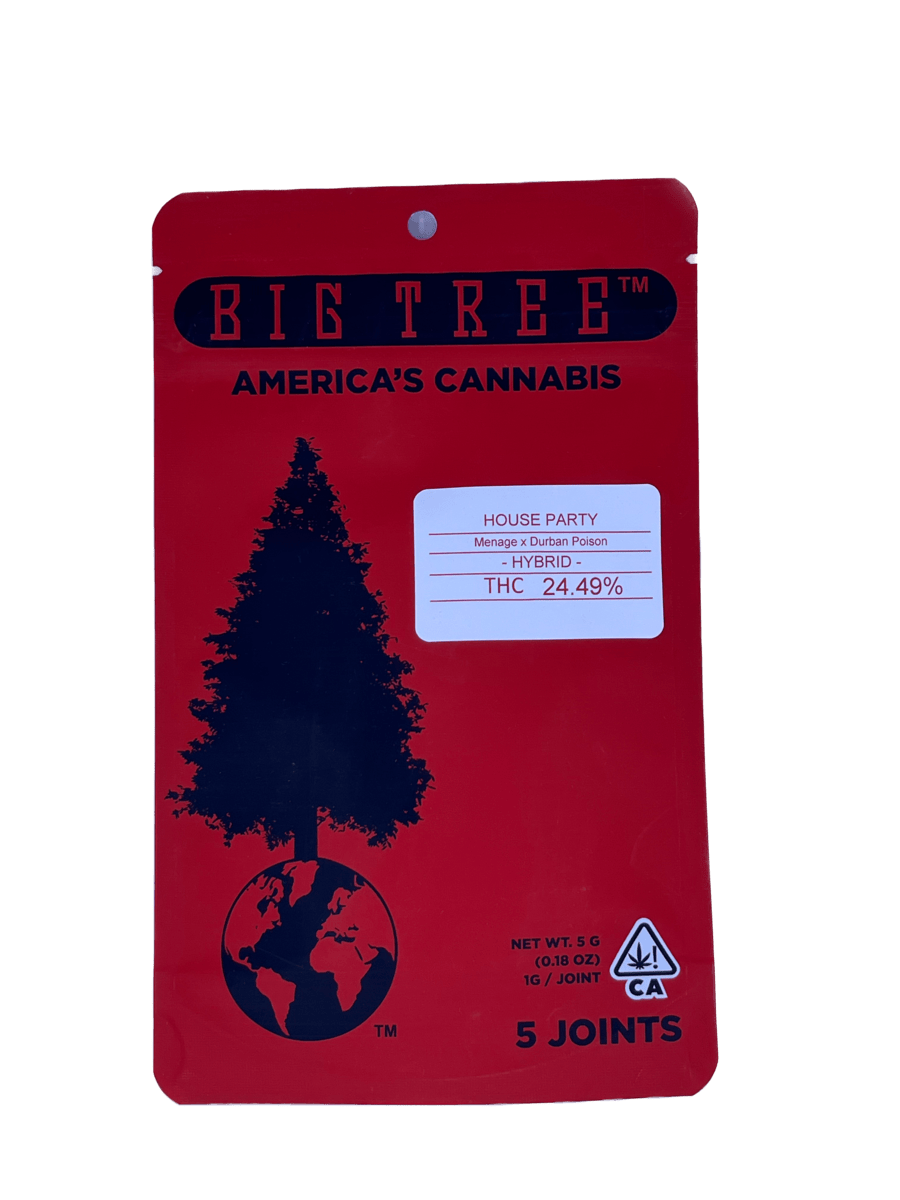 BIG TREE™
AMERICA'S CANNABIS
HOUSE PARTY
Menage x Durban Poison
- HYBRID -
THC 24.49%
NET WT. 5 G
(0.18 OZ)
1G / JOINT
!
CA
TM
5 JOINTS